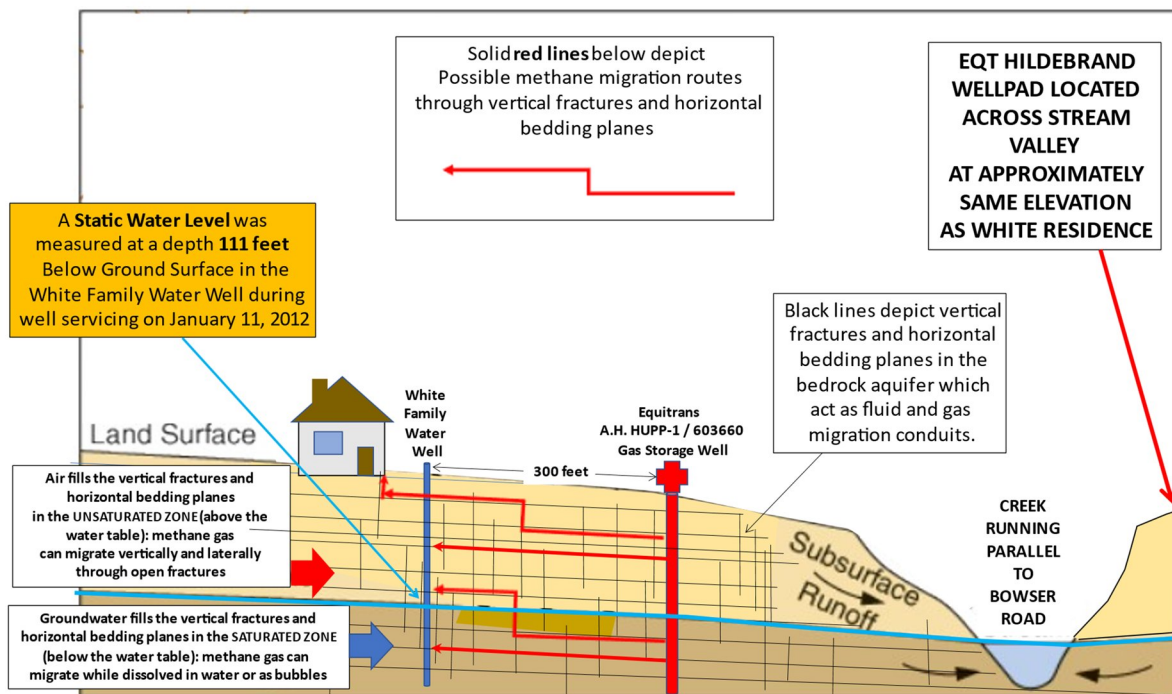 Solid red lines below depict
Possible methane migration routes
through vertical fractures and horizontal
bedding planes
EQT HILDEBRAND
WELLPAD LOCATED
ACROSS STREAM
VALLEY
AT APPROXIMATELY
SAME ELEVATION
AS WHITE RESIDENCE
A Static Water Level was
measured at a depth 111 feet
Below Ground Surface in the
White Family Water Well during
well servicing on January 11, 2012
Black lines depict vertical
fractures and horizontal
bedding planes in the
bedrock aquifer which
act as fluid and gas
migration conduits.
White
Family
Water
Well
Equitrans
A.H. HUPP-1 / 603660
Gas Storage Well
300 feet
Land Surface
Air fills the vertical fractures and
horizontal bedding planes
in the UNSATURATED ZONE (above the
water table): methane gas
can migrate vertically and laterally
through open fractures
Groundwater fills the vertical fractures and
horizontal bedding planes in the SATURATED ZONE
(below the water table): methane gas can
migrate while dissolved in water or as bubbles
Subsurface
Runoff
CREEK
RUNNING
PARALLEL
TO
BOWSER
ROAD